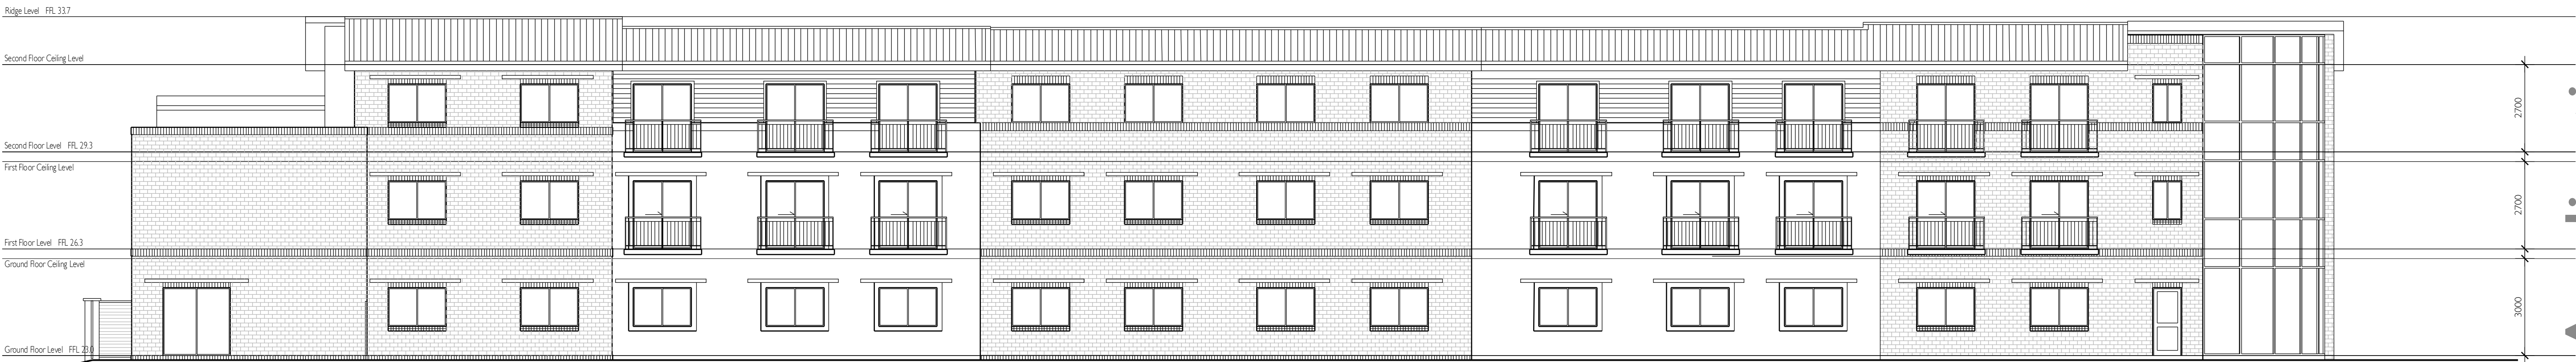 Ridge Level FFL 33.7
Second Floor Ceiling Level
2700
Second Floor Level FFL 29.3
First Floor Ceiling Level
2700
First Floor Level FFL 26.3
Ground Floor Ceiling Level
3000
Ground Floor Level FFL 23.0